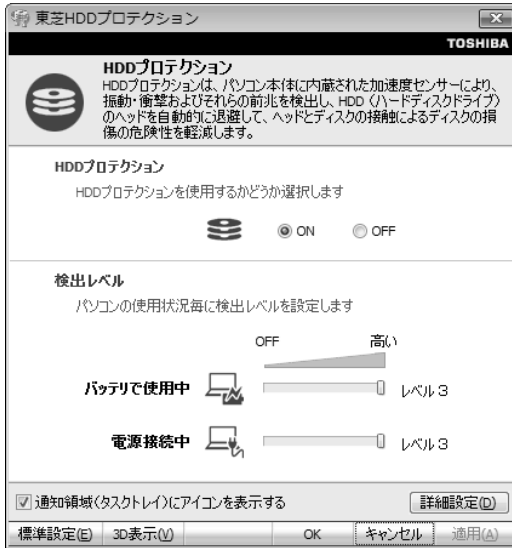 東芝HDDプロテクション
TOSHIBA
HDDプロテクション
HDDプロテクションは、パソコン本体に内蔵された加速度センサーにより、
振動・衝撃およびそれらの前兆を検出し、HDD（ハードディスクドライブ）
のヘッドを自動的に退避して、ヘッドとディスクの接触によるディスクの損
傷の危険性を軽減します。
HDDプロテクション
HDDプロテクションを使用するかどうか選択します
ON OFF
検出レベル
パソコンの使用状況毎に検出レベルを設定します
OFF 高い
バッテリで使用中 レベル 3
電源接続中 レベル 3
通知領域(タスクトレイ)にアイコンを表示する 詳細設定(D)
標準設定(E) 3D表示(V) OK キャンセル 適用(A)